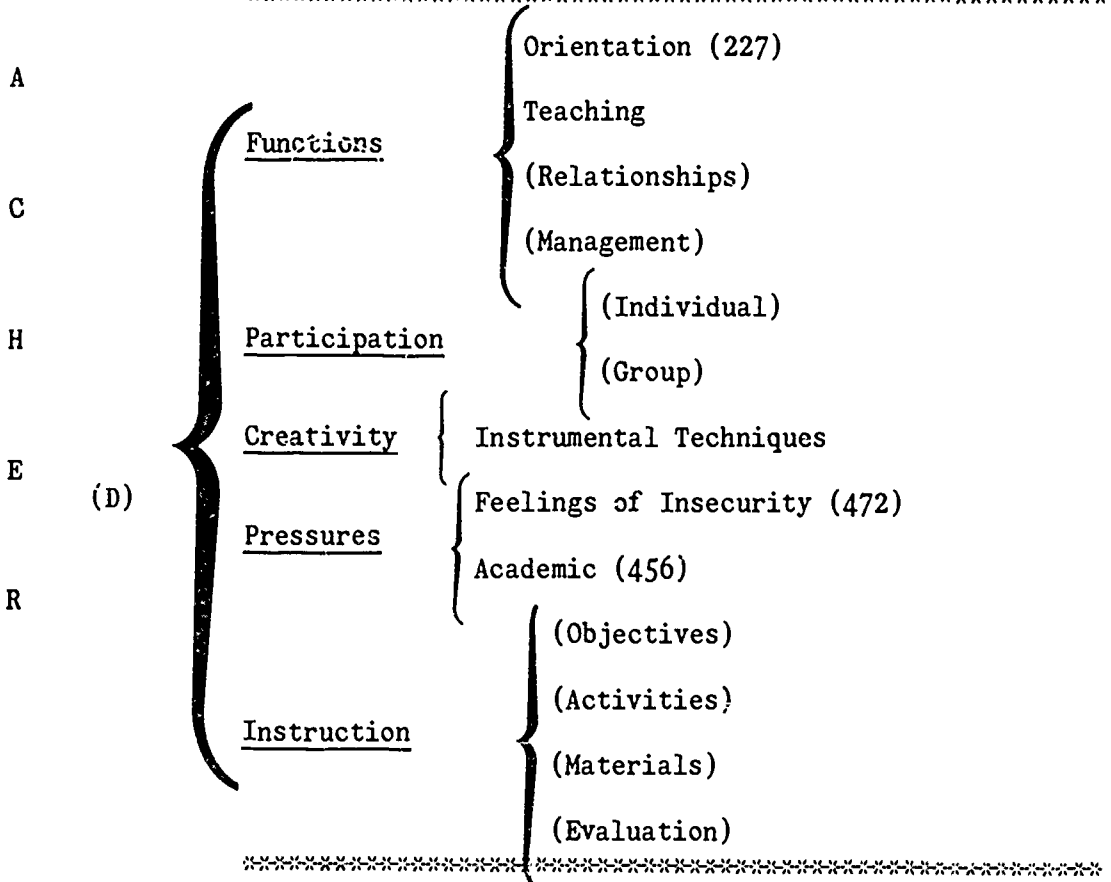 Orientation (227)
A
Teaching
Functions
(Relationships)
C
(Management)
(Individual)
H
Participation
(Group)
Creativity Instrumental Techniques
E
(D)
Feelings of Insecurity (472)
Pressures
Academic (456)
R
(Objectives)
(Activities)
Instruction
(Materials)
(Evaluation)